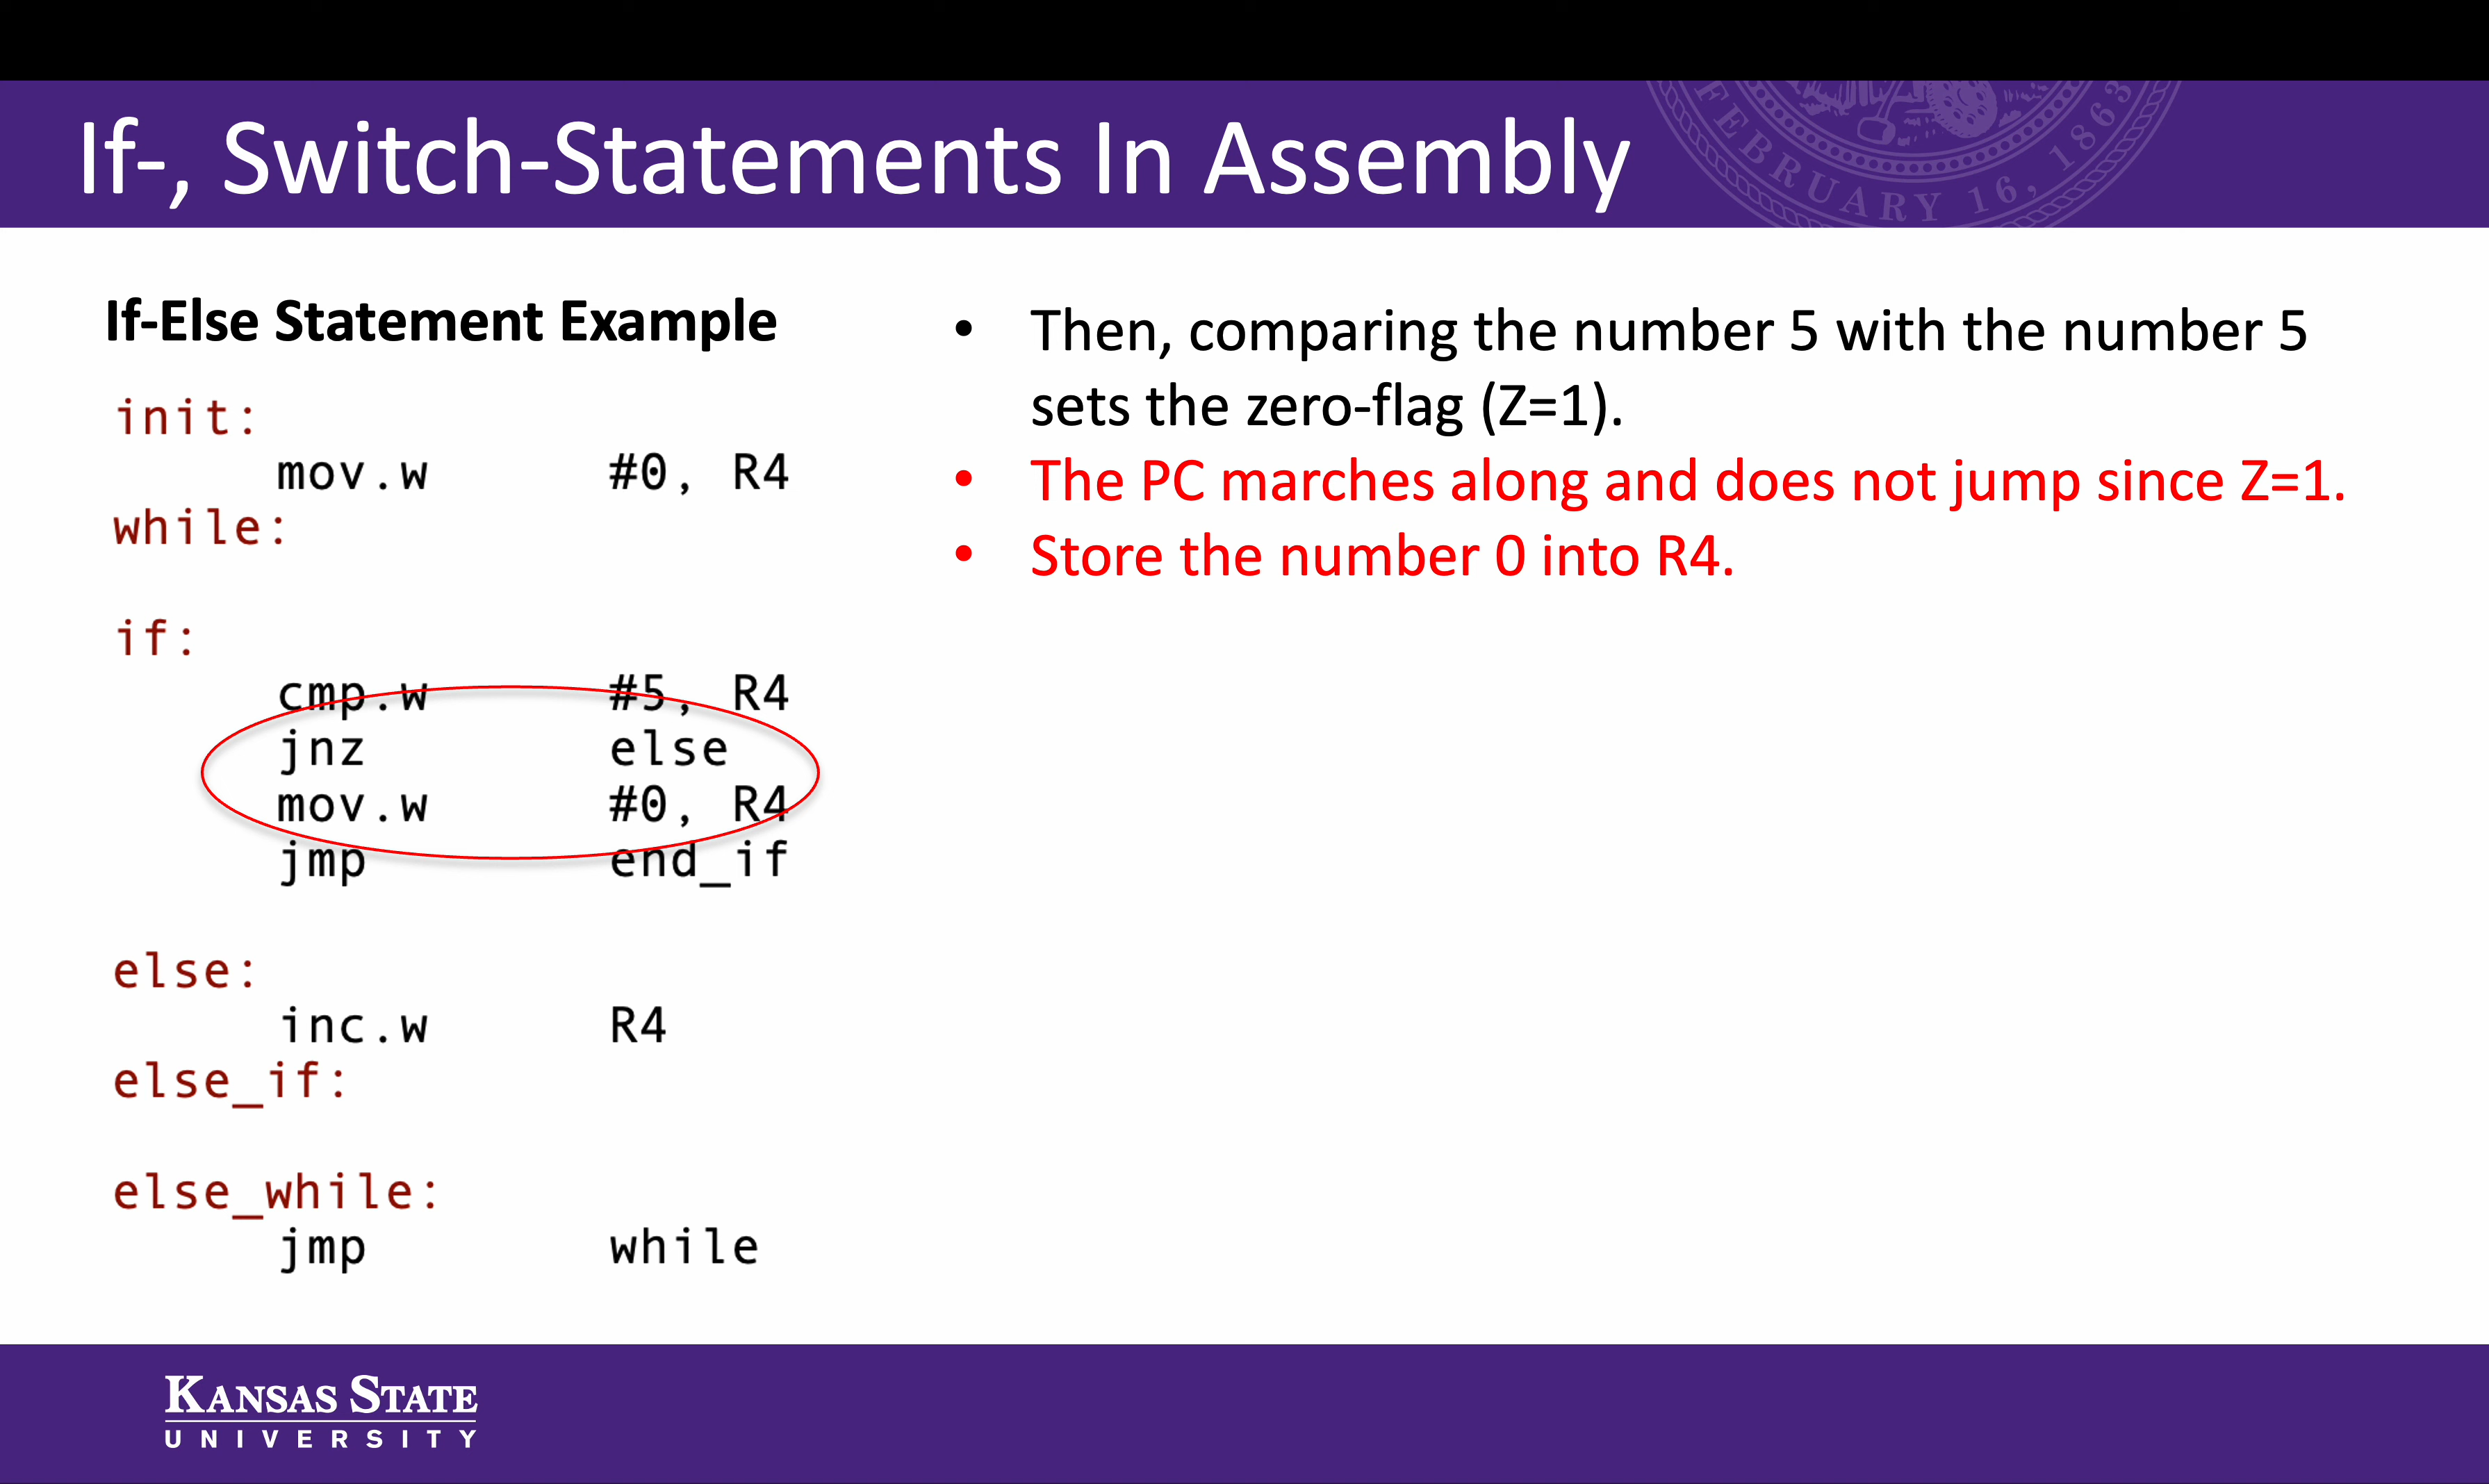 If-, Switch-Statements In Assembly
FEBRUARY 16, 1863
If-Else Statement Example
init:
mov.w #0, R4
while:
if:
cmp.w #5, R4
jnz else
mov.w #0, R4
jmp end_if
else:
inc.w R4
else_if:
else_while:
jmp while
• Then, comparing the number 5 with the number 5
sets the zero-flag (Z=1).
• The PC marches along and does not jump since Z=1.
• Store the number 0 into R4.
KANSAS STATE
UNIVERSITY